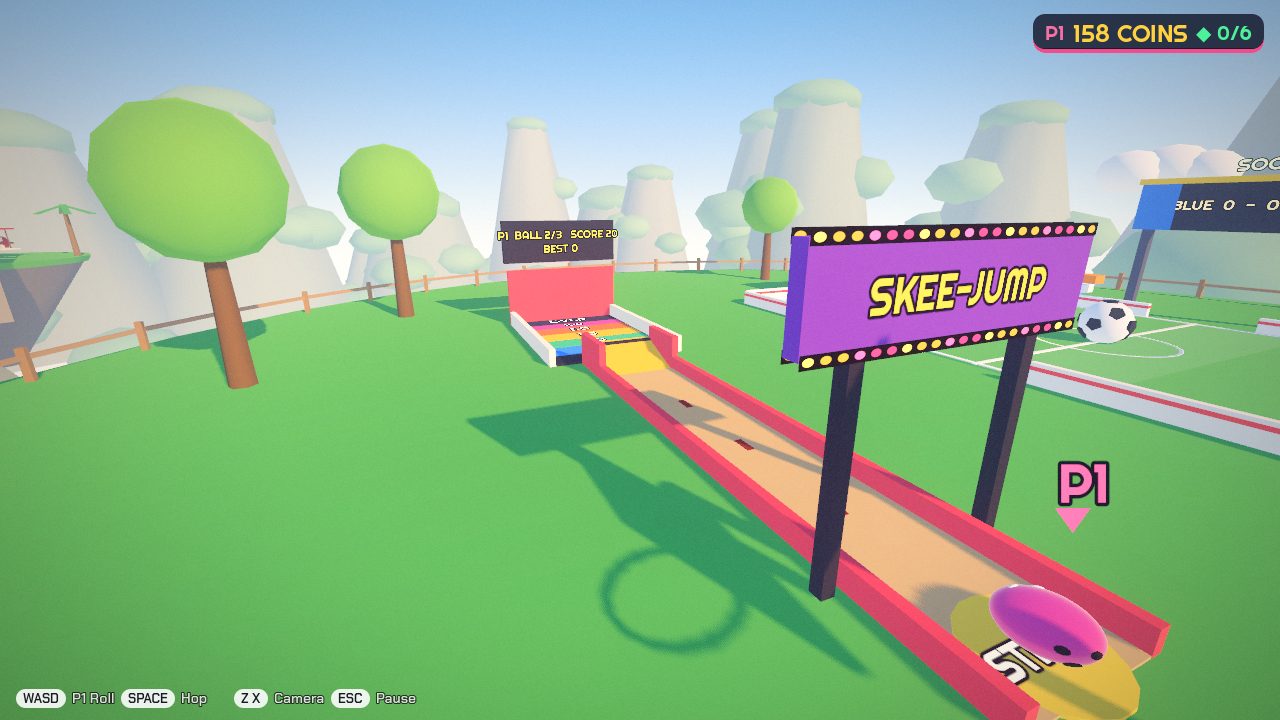 P1 158 COINS ◆ 0/6
P1 BALL 2/3 SCORE 20
BEST 0
SKEE-JUMP
BLUE 0 - 0
P1
WASD P1 Roll SPACE Hop Z X Camera ESC Pause